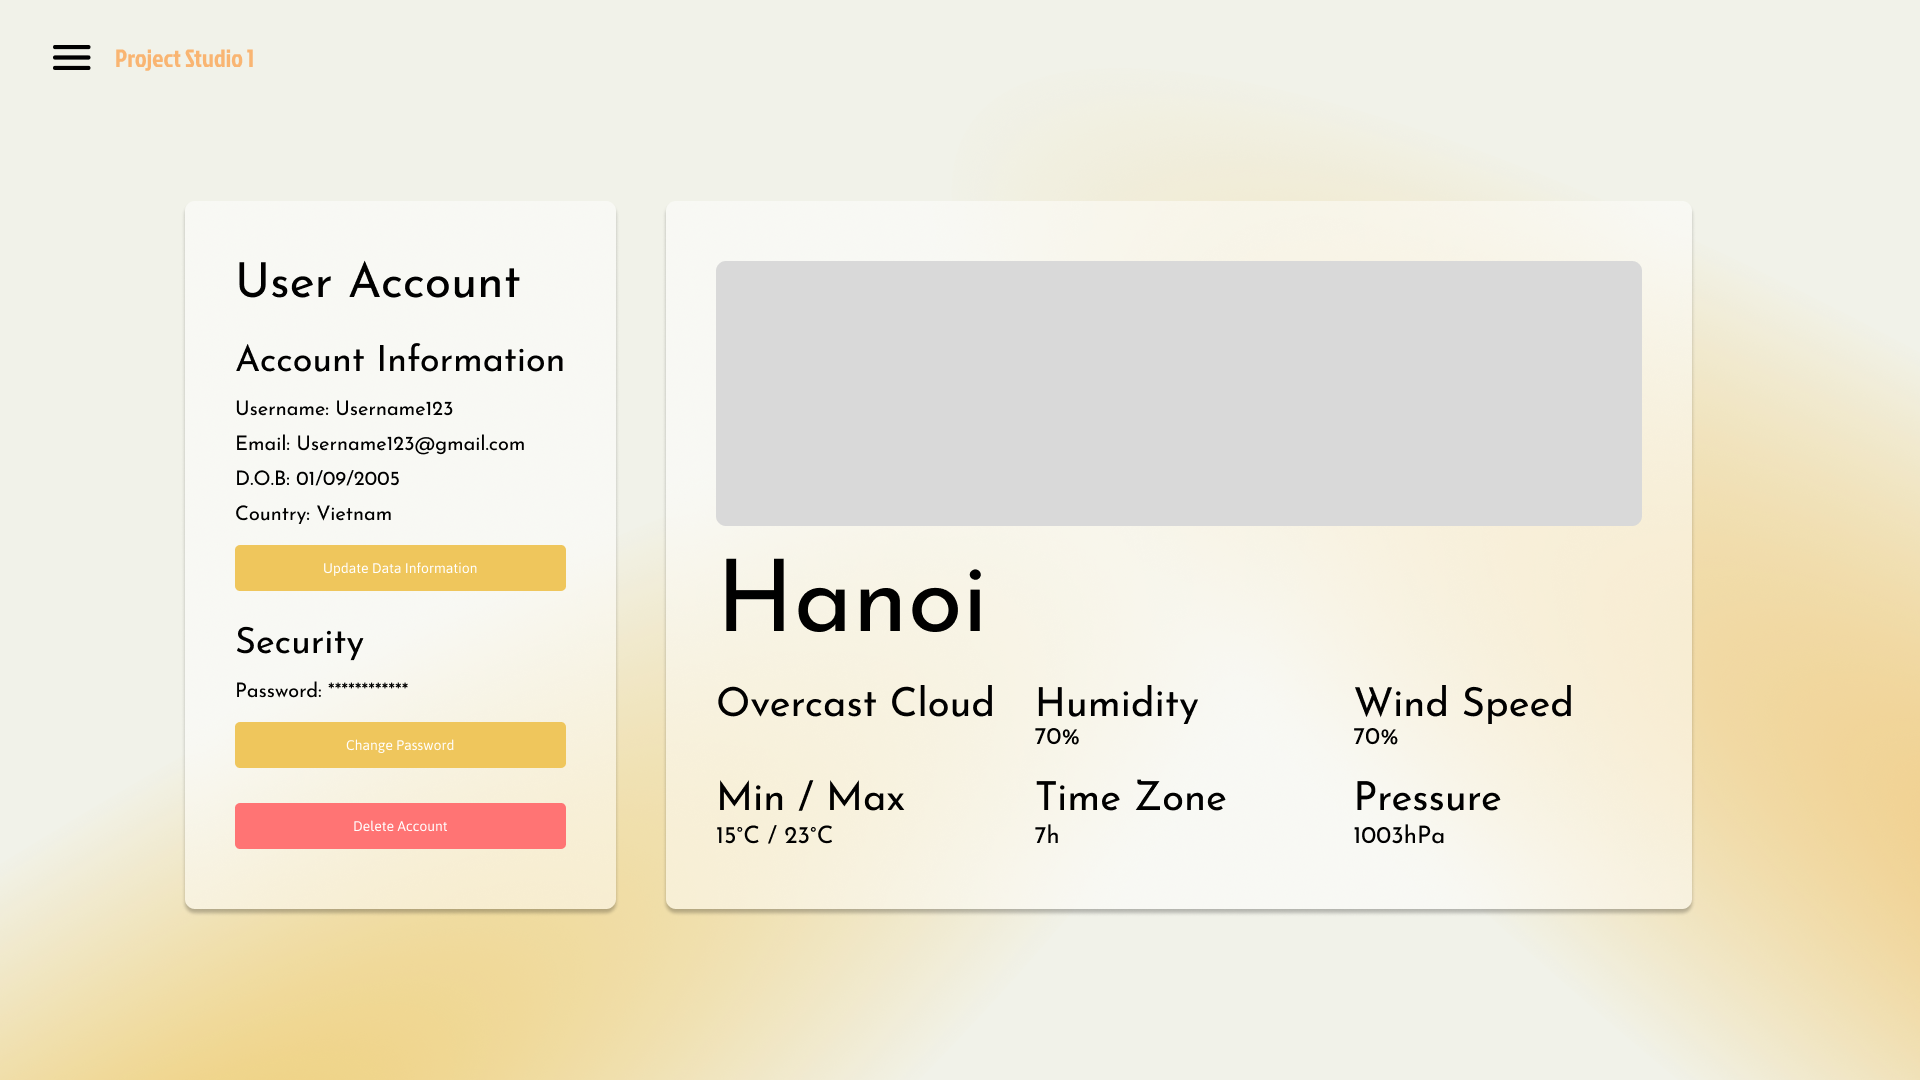 Project Studio 1
User Account
Account Information
Username: Username123
Email: Username123@gmail.com
D.O.B: 01/09/2005
Country: Vietnam
Update Data Information
Security
Password: ************
Change Password
Delete Account
Hanoi
Overcast Cloud
Humidity
70%
Wind Speed
70%
Min / Max
15°C / 23°C
Time Zone
7h
Pressure
1003hPa